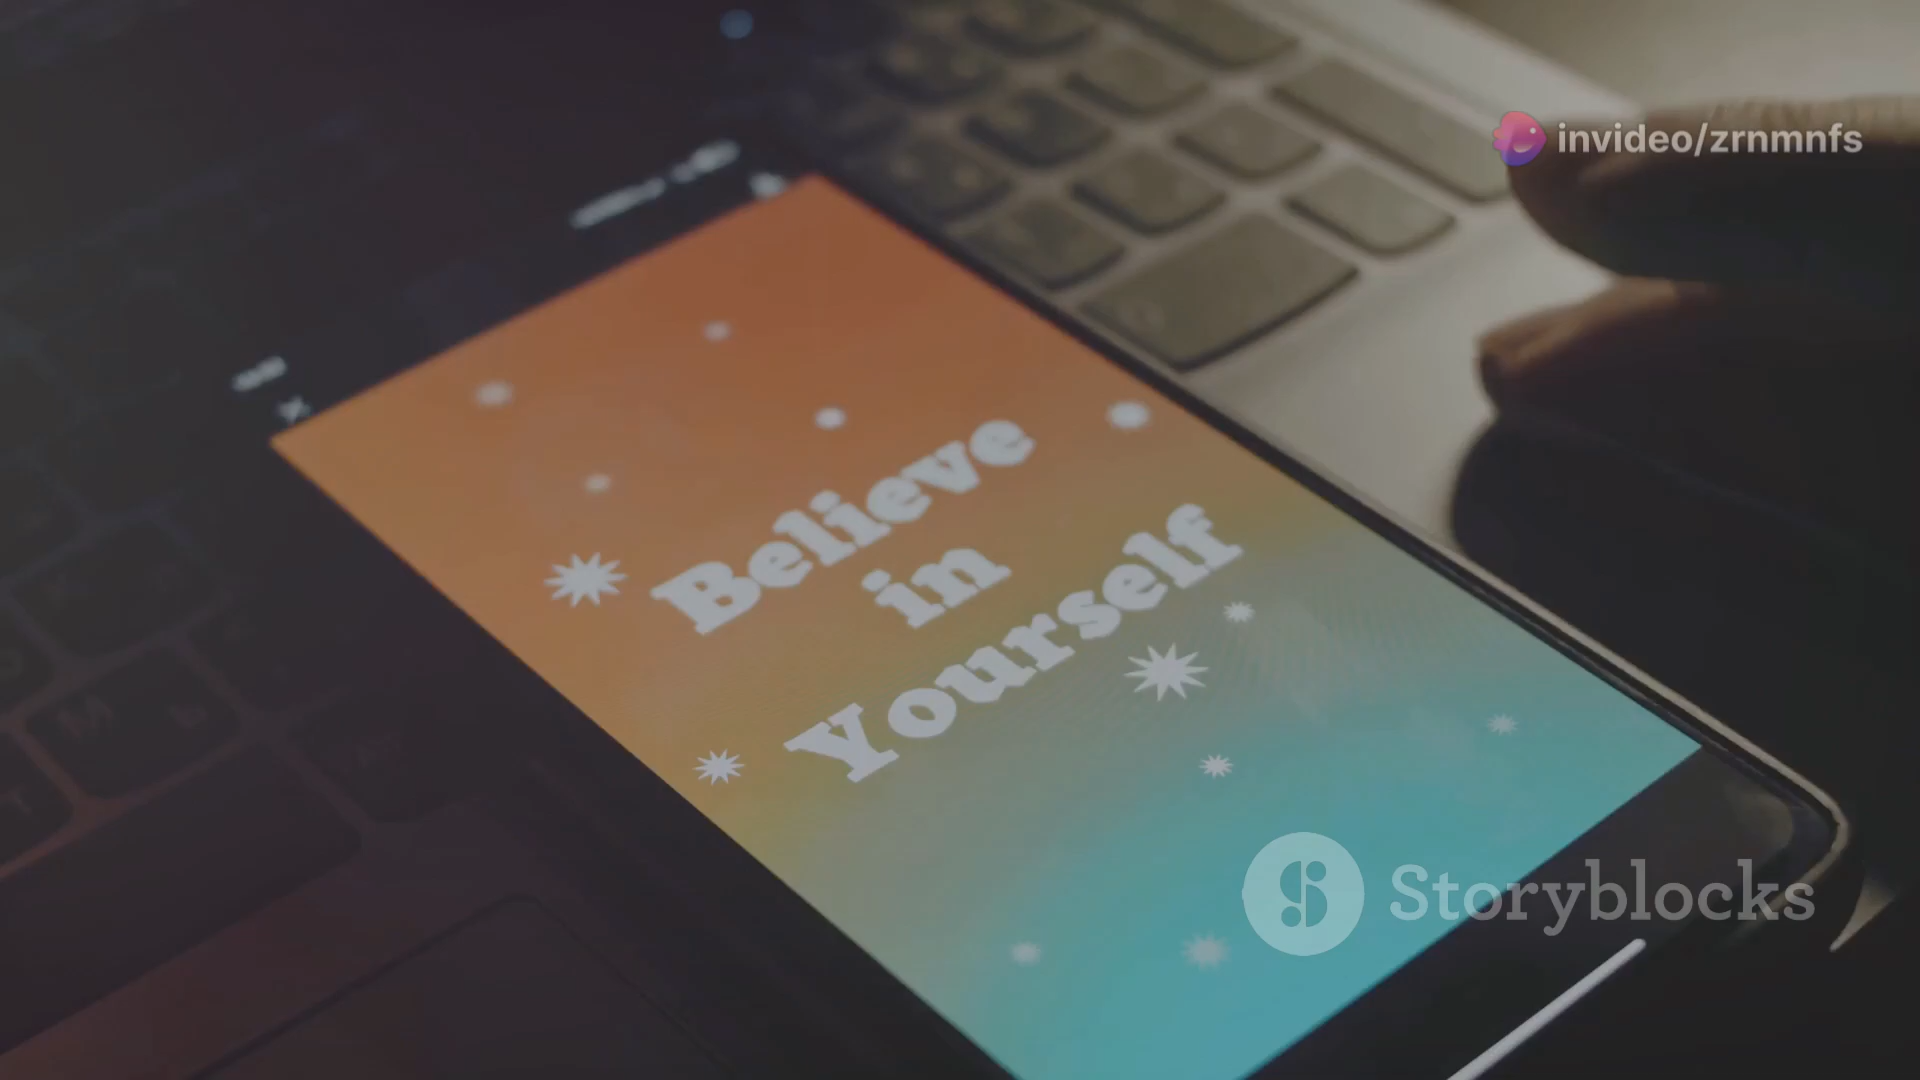 invideo/zrnmnfs
Believe
in
Yourself
Storyblocks